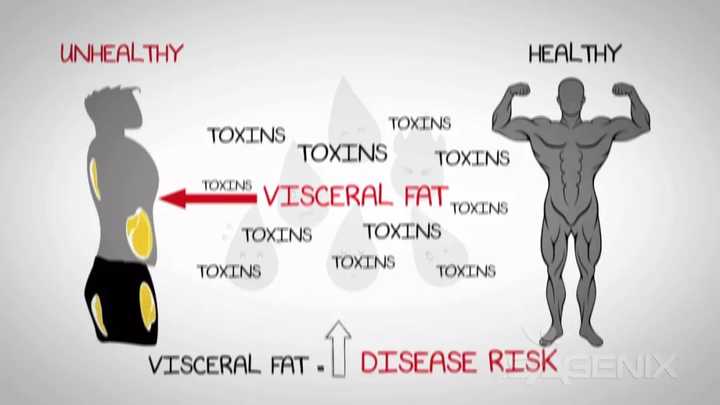 UNHEALTHY
HEALTHY
TOXINS
TOXINS
TOXINS
TOXINS
TOXINS
VISCERAL FAT
TOXINS
TOXINS
TOXINS
TOXINS
TOXINS
TOXINS
VISCERAL FAT = DISEASE RISK